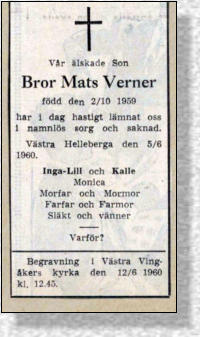 Vår älskade Son
Bror Mats Verner
född den 2/10 1959
har i dag hastigt lämnat oss
i namnlös sorg och saknad.
Västra Helleberga den 5/6
1960.
Inga-Lill och Kalle
Monica
Morfar och Mormor
Farfar och Farmor
Släkt och vänner
Varför?
Begravning i Västra Ving-
åkers kyrka den 12/6 1960
kl. 12.45.